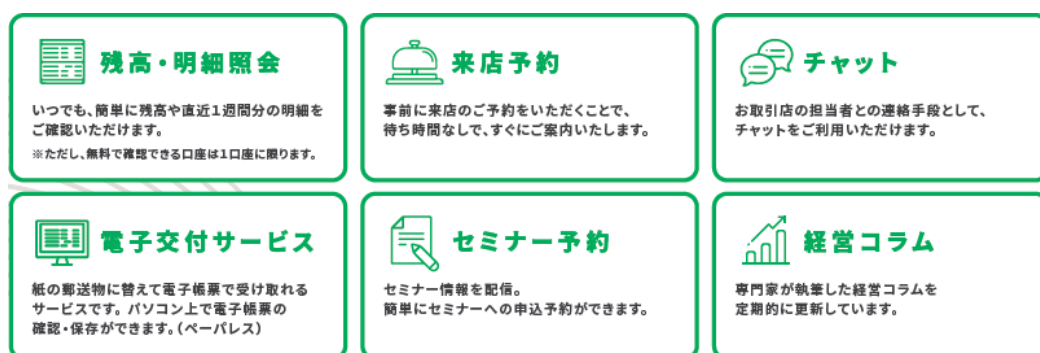 残高・明細照会
いつでも、簡単に残高や直近1週間分の明細を
ご確認いただけます。
※ただし、無料で確認できる口座は1口座に限ります。
来店予約
事前に来店のご予約をいただくことで、
待ち時間なしで、すぐにご案内いたします。
チャット
お取引店の担当者との連絡手段として、
チャットをご利用いただけます。
電子交付サービス
紙の郵送物に替えて電子帳票で受け取れる
サービスです。パソコン上で電子帳票の
確認・保存ができます。(ペーパレス)
セミナー予約
セミナー情報を配信。
簡単にセミナーへの申込予約ができます。
経営コラム
専門家が執筆した経営コラムを
定期的に更新しています。